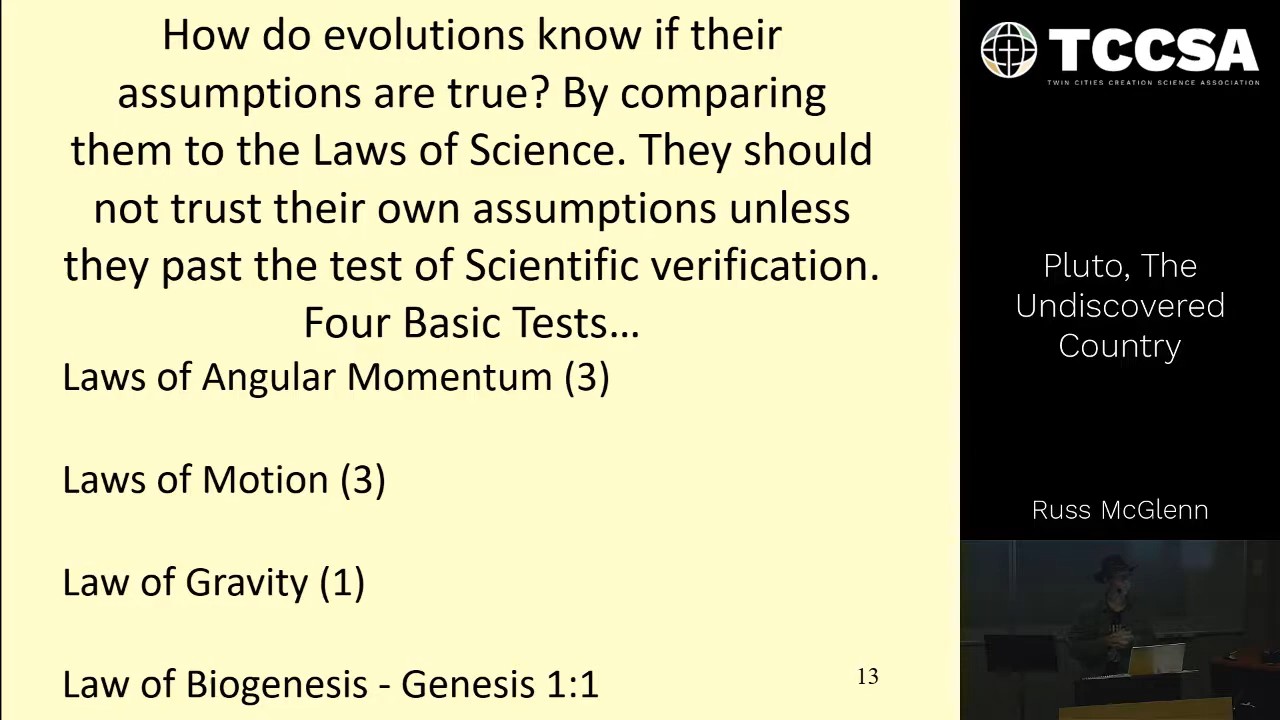 How do evolutions know if their
assumptions are true? By comparing
them to the Laws of Science. They should
not trust their own assumptions unless
they past the test of Scientific verification.
Four Basic Tests…
Laws of Angular Momentum (3)
Laws of Motion (3)
Law of Gravity (1)
Law of Biogenesis - Genesis 1:1
13
TCCSA
TWIN CITIES CREATION SCIENCE ASSOCIATION
Pluto, The
Undiscovered
Country
Russ McGlenn